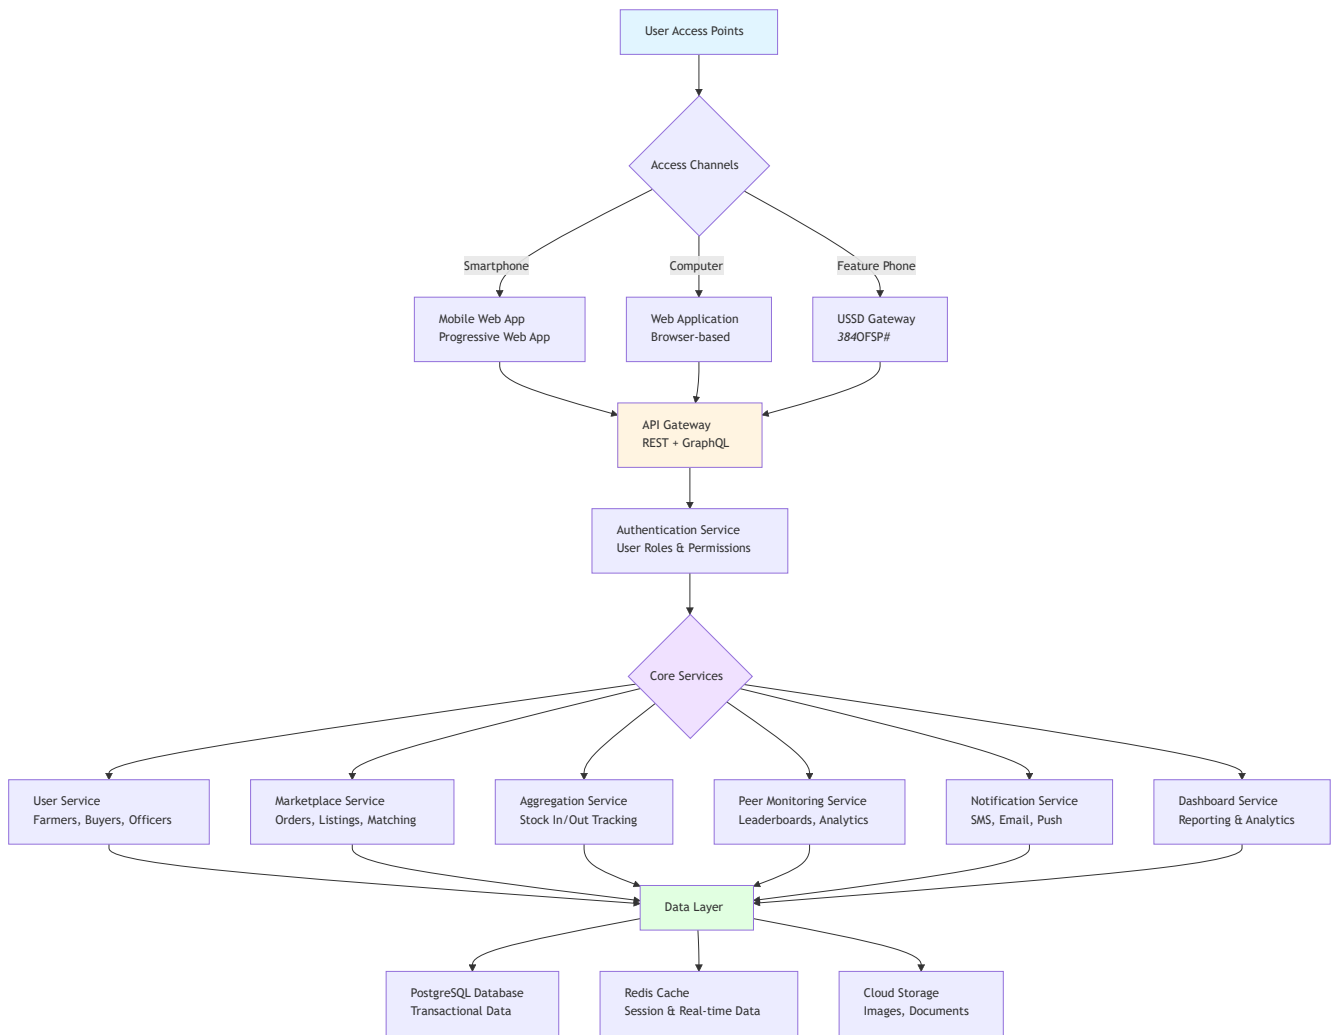 User Access Points
Access Channels
Smartphone
Computer
Feature Phone
Mobile Web App
Progressive Web App
Web Application
Browser-based
USSD Gateway
384OFSP#
API Gateway
REST + GraphQL
Authentication Service
User Roles & Permissions
Core Services
User Service
Farmers, Buyers, Officers
Marketplace Service
Orders, Listings, Matching
Aggregation Service
Stock In/Out Tracking
Peer Monitoring Service
Leaderboards, Analytics
Notification Service
SMS, Email, Push
Dashboard Service
Reporting & Analytics
Data Layer
PostgreSQL Database
Transactional Data
Redis Cache
Session & Real-time Data
Cloud Storage
Images, Documents